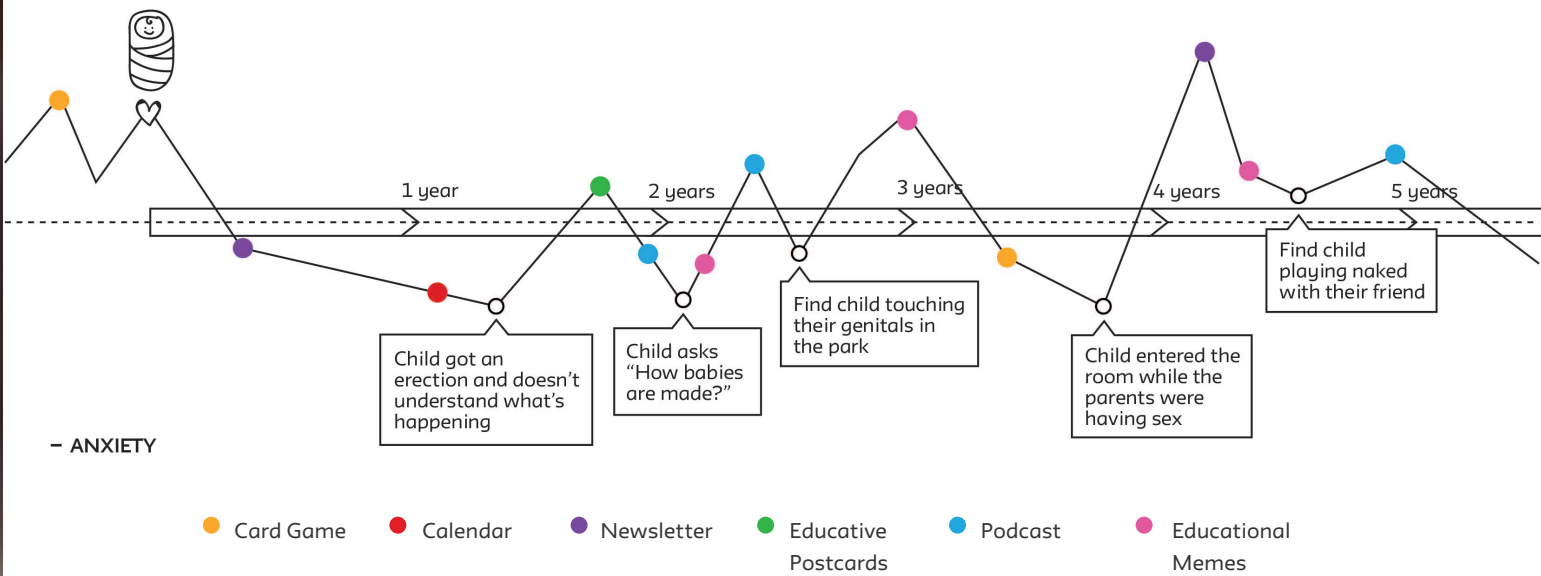 1 year
2 years
3 years
4 years
5 years
Child got an
erection and doesn't
understand what's
happening
Child asks
“How babies
are made?”
Find child touching
their genitals in
the park
Child entered the
room while the
parents were
having sex
Find child
playing naked
with their friend
– ANXIETY
Card Game
Calendar
Newsletter
Educative
Postcards
Podcast
Educational
Memes